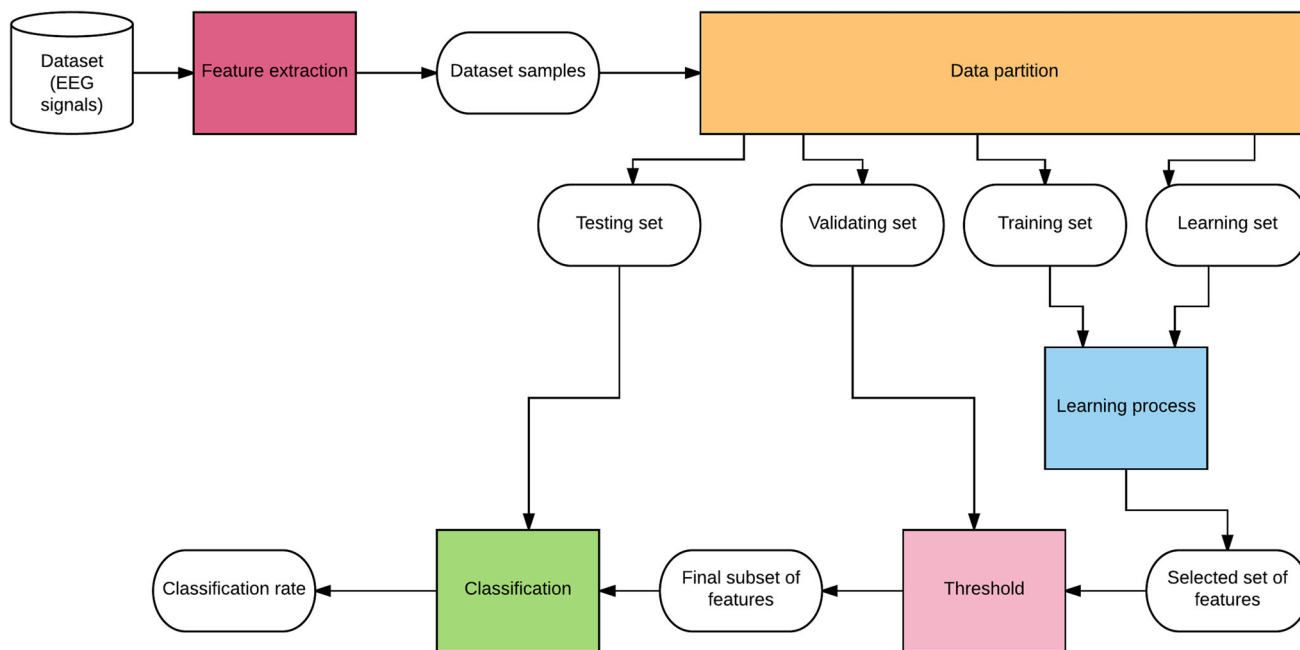 Dataset
(EEG
signals)
Feature extraction
Dataset samples
Data partition
Testing set
Validating set
Training set
Learning set
Learning process
Classification rate
Classification
Final subset of
features
Threshold
Selected set of
features